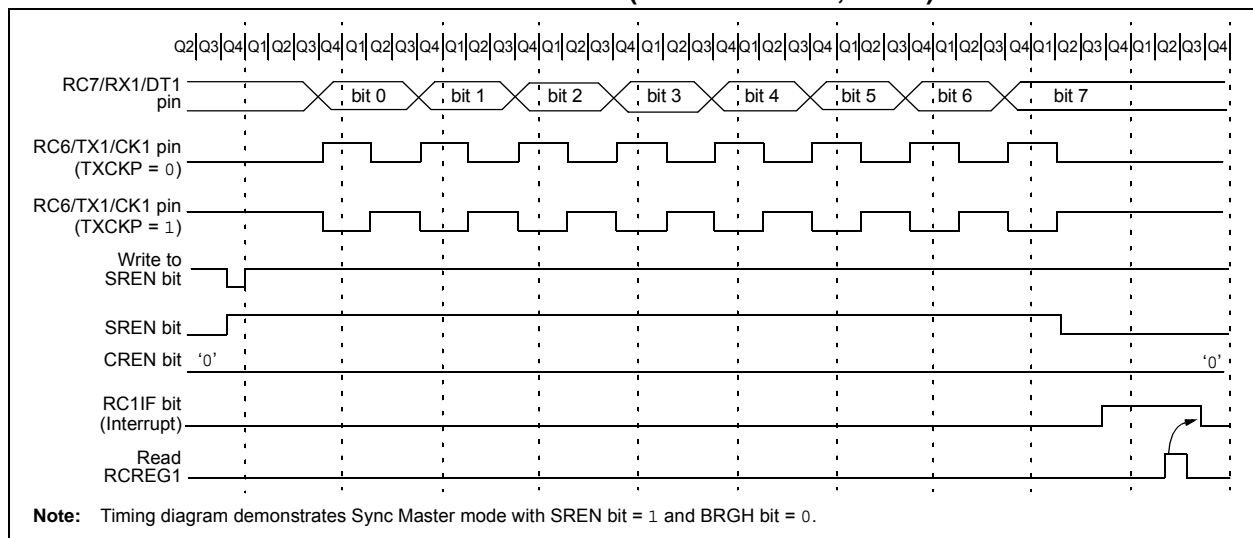 Q2 Q3 Q4 Q1 Q2 Q3 Q4 Q1 Q2 Q3 Q4 Q1 Q2 Q3 Q4 Q1 Q2 Q3 Q4 Q1 Q2 Q3 Q4 Q1 Q2 Q3 Q4 Q1 Q2 Q3 Q4 Q1 Q2 Q3 Q4 Q1 Q2 Q3 Q4 Q1 Q2 Q3 Q4
RC7/RX1/DT1
pin
bit 0 bit 1 bit 2 bit 3 bit 4 bit 5 bit 6 bit 7
RC6/TX1/CK1 pin
(TXCKP = 0)
RC6/TX1/CK1 pin
(TXCKP = 1)
Write to
SREN bit
SREN bit
CREN bit ‘0’ ‘0’
RC1IF bit
(Interrupt)
Read
RCREG1
Note: Timing diagram demonstrates Sync Master mode with SREN bit = 1 and BRGH bit = 0.